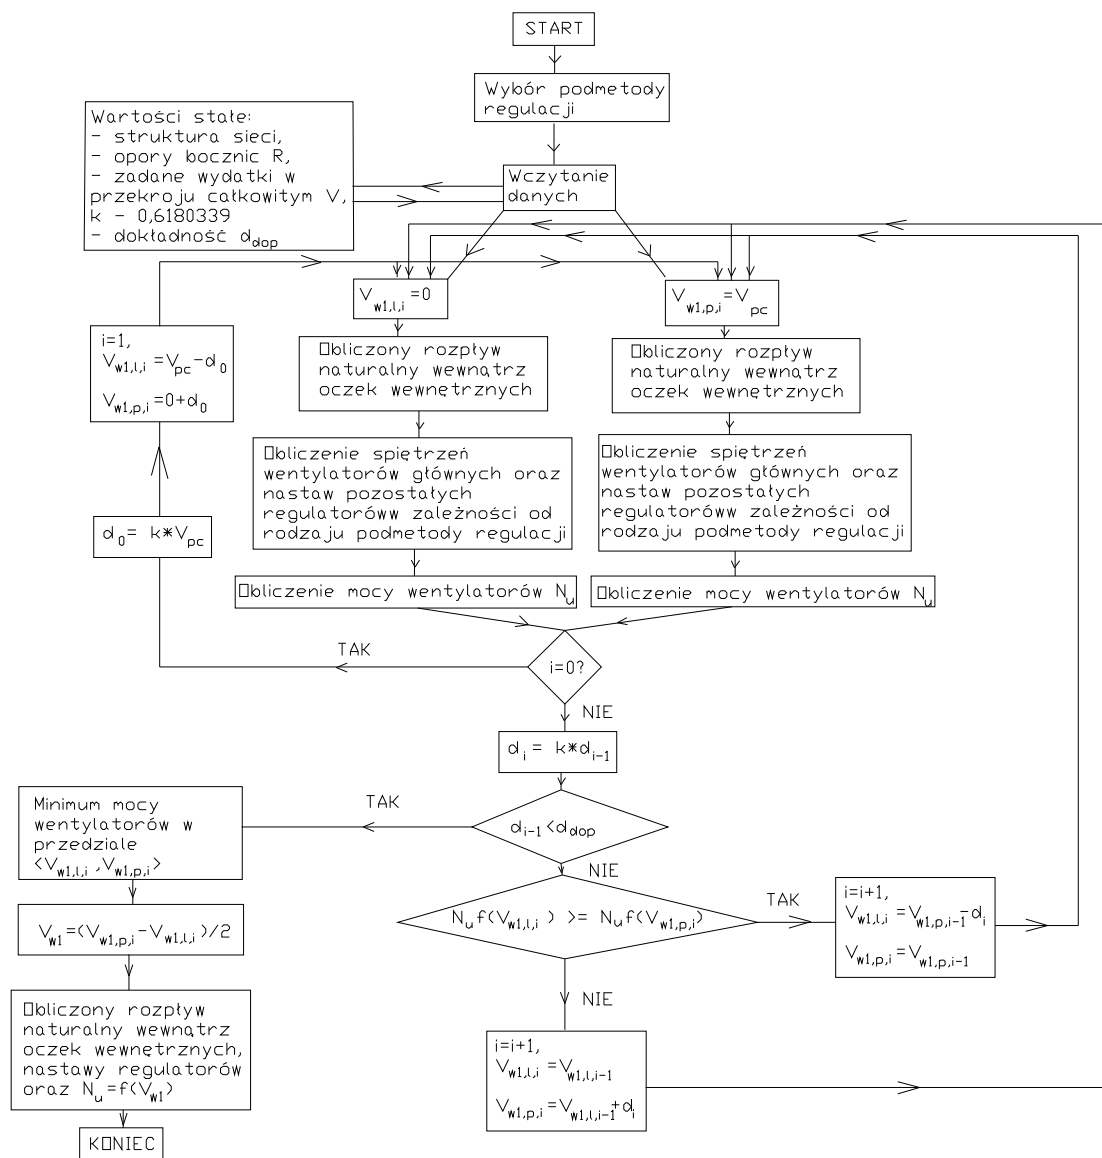 START
Wybór podmetody
regulacji
Wartości stałe:
- struktura sieci,
- opory bocznic R,
- zadane wydatki w
przekroju całkowitym V,
k - 0,6180339
- dokładność d_dop
Wczytanie
danych
V_w1,l,i=0
V_w1,p,i=V_pc
i=1,
V_w1,l,i=V_pc-d_0
V_w1,p,i=0+d_0
Obliczony rozpływ
naturalny wewnątrz
oczek wewnętrznych
Obliczony rozpływ
naturalny wewnątrz
oczek wewnętrznych
Obliczenie spiętrzeń
wentylatorów głównych oraz
nastaw pozostałych
regulatorów​w zależności od
rodzaju podmetody regulacji
Obliczenie spiętrzeń
wentylatorów głównych oraz
nastaw pozostałych
regulatoróww zależności od
rodzaju podmetody regulacji
d_0= k*V_pc
Obliczenie mocy wentylatorów N_u
Obliczenie mocy wentylatorów N_u
TAK
i=0?
NIE
d_i= k*d_i-1
TAK
d_i-1<d_dop
NIE
Minimum mocy
wentylatorów w
przedziale
<V_w1,l,i,V_w1,p,i>
N_uf(V_w1,l,i) >= N_uf(V_w1,p,i)
TAK
i=i+1,
V_w1,l,i=V_w1,p,i-1-d_i
V_w1,p,i=V_w1,p,i-1
V_w1=(V_w1,p,i-V_w1,l,i)/2
NIE
Obliczony rozpływ
naturalny wewnątrz
oczek wewnętrznych,
nastawy regulatorów
oraz N_u=f(V_w1)
i=i+1,
V_w1,l,i=V_w1,l,i-1
V_w1,p,i=V_w1,l,i-1+d_i
KONIEC